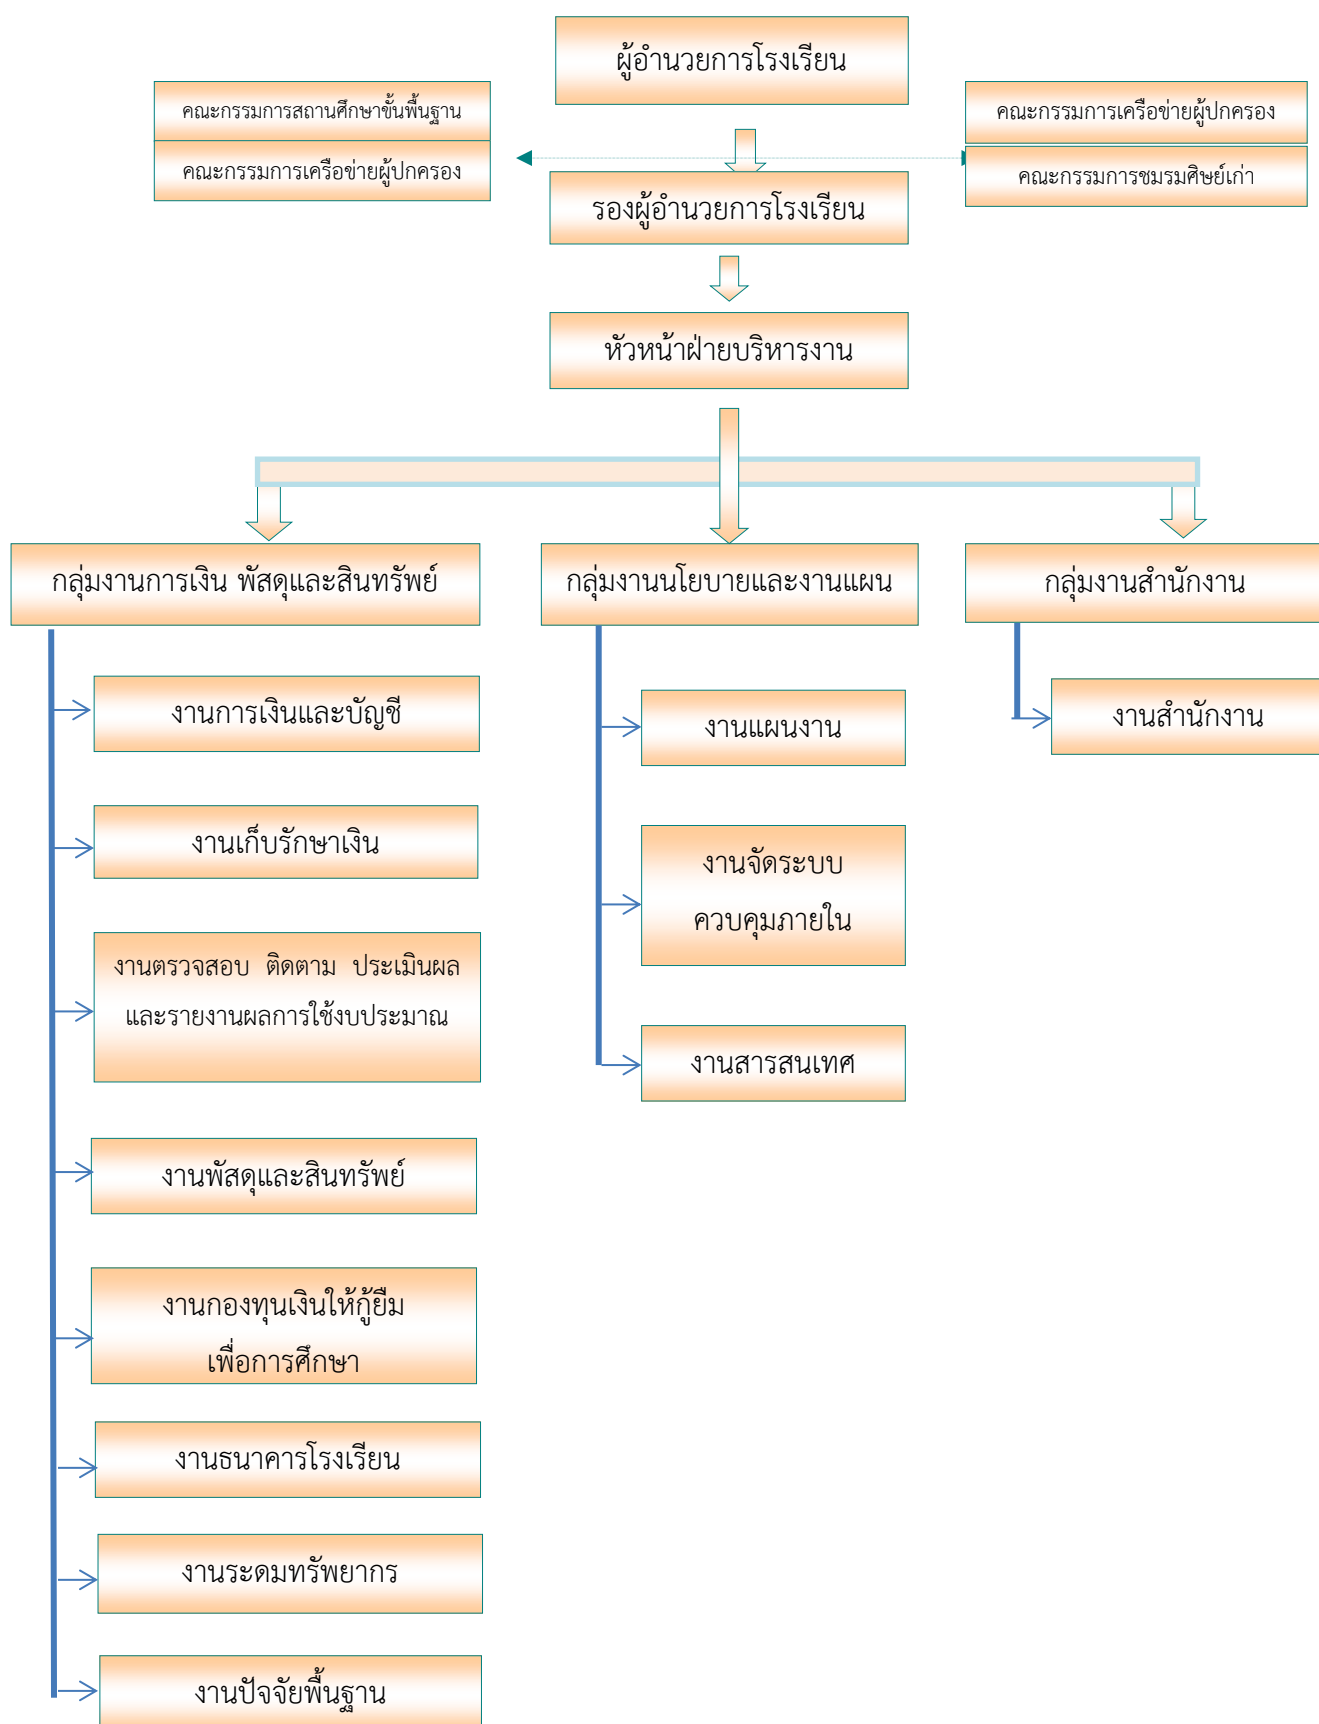 ผู้อำนวยการโรงเรียน
คณะกรรมการสถานศึกษาขั้นพื้นฐาน
คณะกรรมการเครือข่ายผู้ปกครอง
คณะกรรมการเครือข่ายผู้ปกครอง
คณะกรรมการชมรมศิษย์เก่า
รองผู้อำนวยการโรงเรียน
หัวหน้าฝ่ายบริหารงาน
กลุ่มงานการเงิน พัสดุและสินทรัพย์
งานการเงินและบัญชี
งานเก็บรักษาเงิน
งานตรวจสอบ ติดตาม ประเมินผล
และรายงานผลการใช้งบประมาณ
งานพัสดุและสินทรัพย์
งานกองทุนเงินให้กู้ยืม
เพื่อการศึกษา
งานธนาคารโรงเรียน
งานระดมทรัพยากร
งานปัจจัยพื้นฐาน
กลุ่มงานนโยบายและงานแผน
งานแผนงาน
งานจัดระบบ
ควบคุมภายใน
งานสารสนเทศ
กลุ่มงานสำนักงาน
งานสำนักงาน